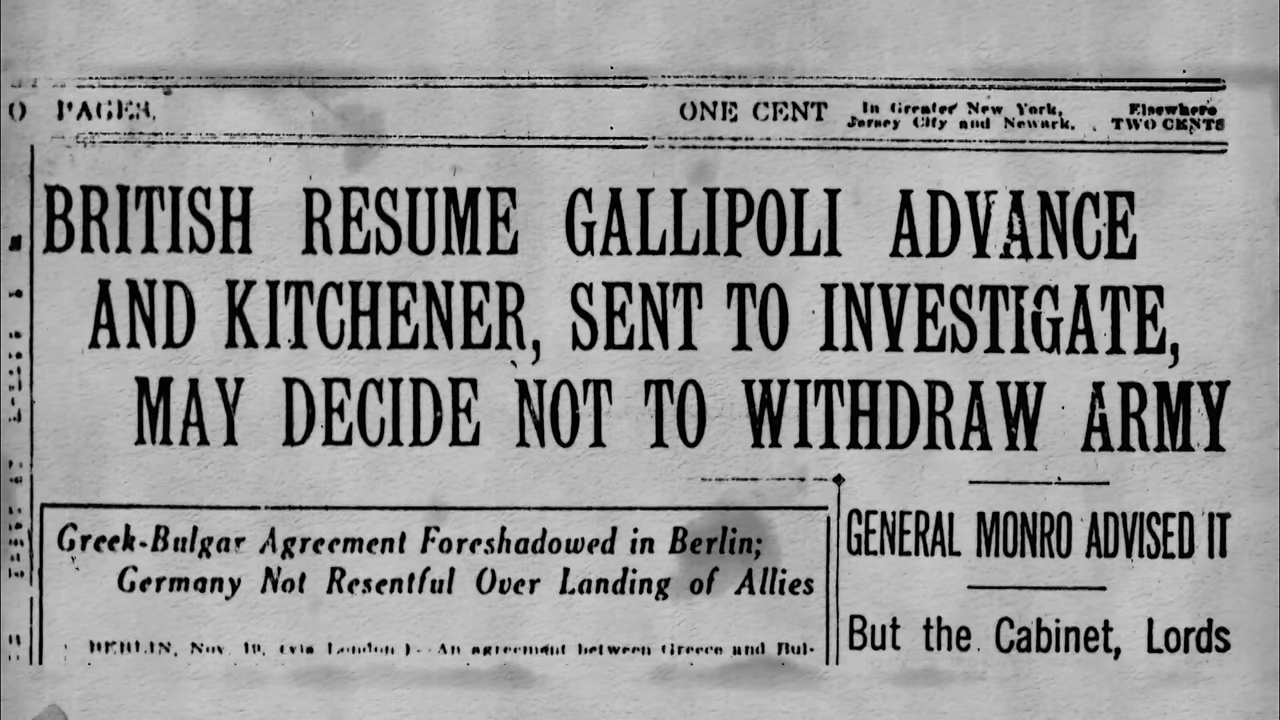 PAGES,
ONE CENT
In Greater New York,
Jersey City and Newark.
Elsewhere
TWO CENTS
BRITISH RESUME GALLIPOLI ADVANCE
AND KITCHENER, SENT TO INVESTIGATE,
MAY DECIDE NOT TO WITHDRAW ARMY
Greek-Bulgar Agreement Foreshadowed in Berlin;
Germany Not Resentful Over Landing of Allies
BERLIN, Nov. 10, (via London).—An agreement between Greece and Bul-
GENERAL MONRO ADVISED IT
But the Cabinet, Lords